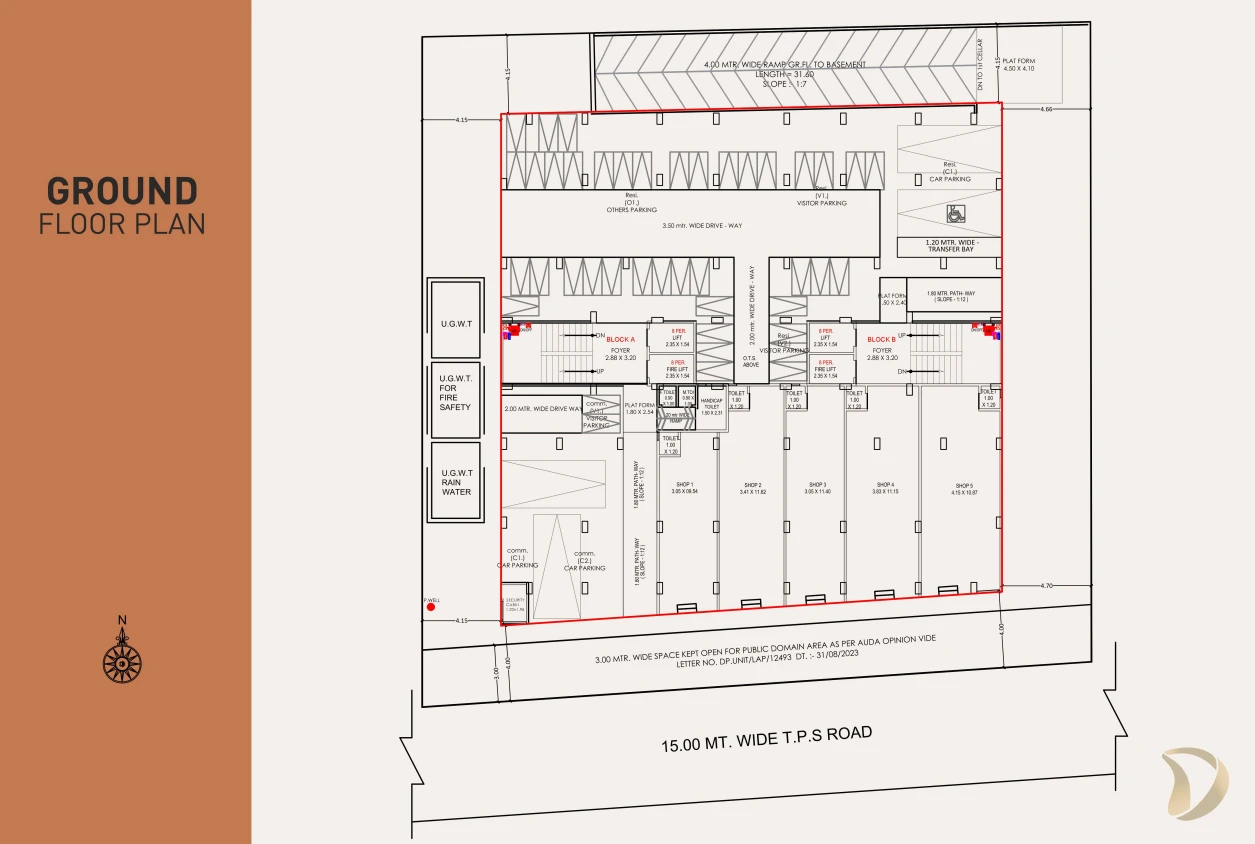 GROUND
FLOOR PLAN
N
4.00 MTR. WIDE RAMP GR.FL. TO BASEMENT
LENGTH = 31.60
SLOPE : 1:7
DN TO 1st CELLAR
4.15
4.15
PLAT FORM
4.50 X 4.10
4.15
4.66
Resi.
(C1.)
CAR PARKING
Resi.
(O1.)
OTHERS PARKING
Resi.
(V1.)
VISITOR PARKING
3.50 mtr. WIDE DRIVE - WAY
1.20 MTR. WIDE -
TRANSFER BAY
2.00 mtr. WIDE DRIVE - WAY
PLAT FORM
1.80 MTR. PATH- WAY
( SLOPE - 1:12 )
U.G.W.T
DN
BLOCK A
FOYER
2.88 X 3.20
UP
8 PER.
LIFT
2.35 X 1.54
8 PER.
FIRE LIFT
2.35 X 1.54
O.T.S.
ABOVE
Resi.
VISITOR PARKING
8 PER.
LIFT
2.35 X 1.54
8 PER.
FIRE LIFT
2.35 X 1.54
UP
BLOCK B
FOYER
2.88 X 3.20
DN
U.G.W.T.
FOR
FIRE
SAFETY
2.00 MTR. WIDE DRIVE WAY
comm.
VISITOR
PARKING
PLAT FORM
1.80 X 2.54
HANDICAP
TOILET
1.50 X 2.31
TOILET
1.00
X 1.20
TOILET
1.00
X 1.20
TOILET
1.00
X 1.20
TOILET
1.00
X 1.20
TOILET
1.00
X 1.20
U.G.W.T
RAIN
WATER
1.80 MTR. PATH- WAY
( SLOPE - 1:12 )
SHOP 1
3.05 X 09.54
SHOP 2
3.41 X 11.62
SHOP 3
3.05 X 11.40
SHOP 4
3.83 X 11.15
SHOP 5
4.15 X 10.87
comm.
(C1.)
CAR PARKING
comm.
(C2.)
CAR PARKING
1.80 MTR. PATH- WAY
( SLOPE - 1:12 )
SECURITY
CABIN
P.WELL
4.15
4.70
3.00
4.00
4.00
3.00 MTR. WIDE SPACE KEPT OPEN FOR PUBLIC DOMAIN AREA AS PER AUDA OPINION VIDE
LETTER NO. DP.UNIT/LAP/12493 DT. :- 31/08/2023
15.00 MT. WIDE T.P.S ROAD